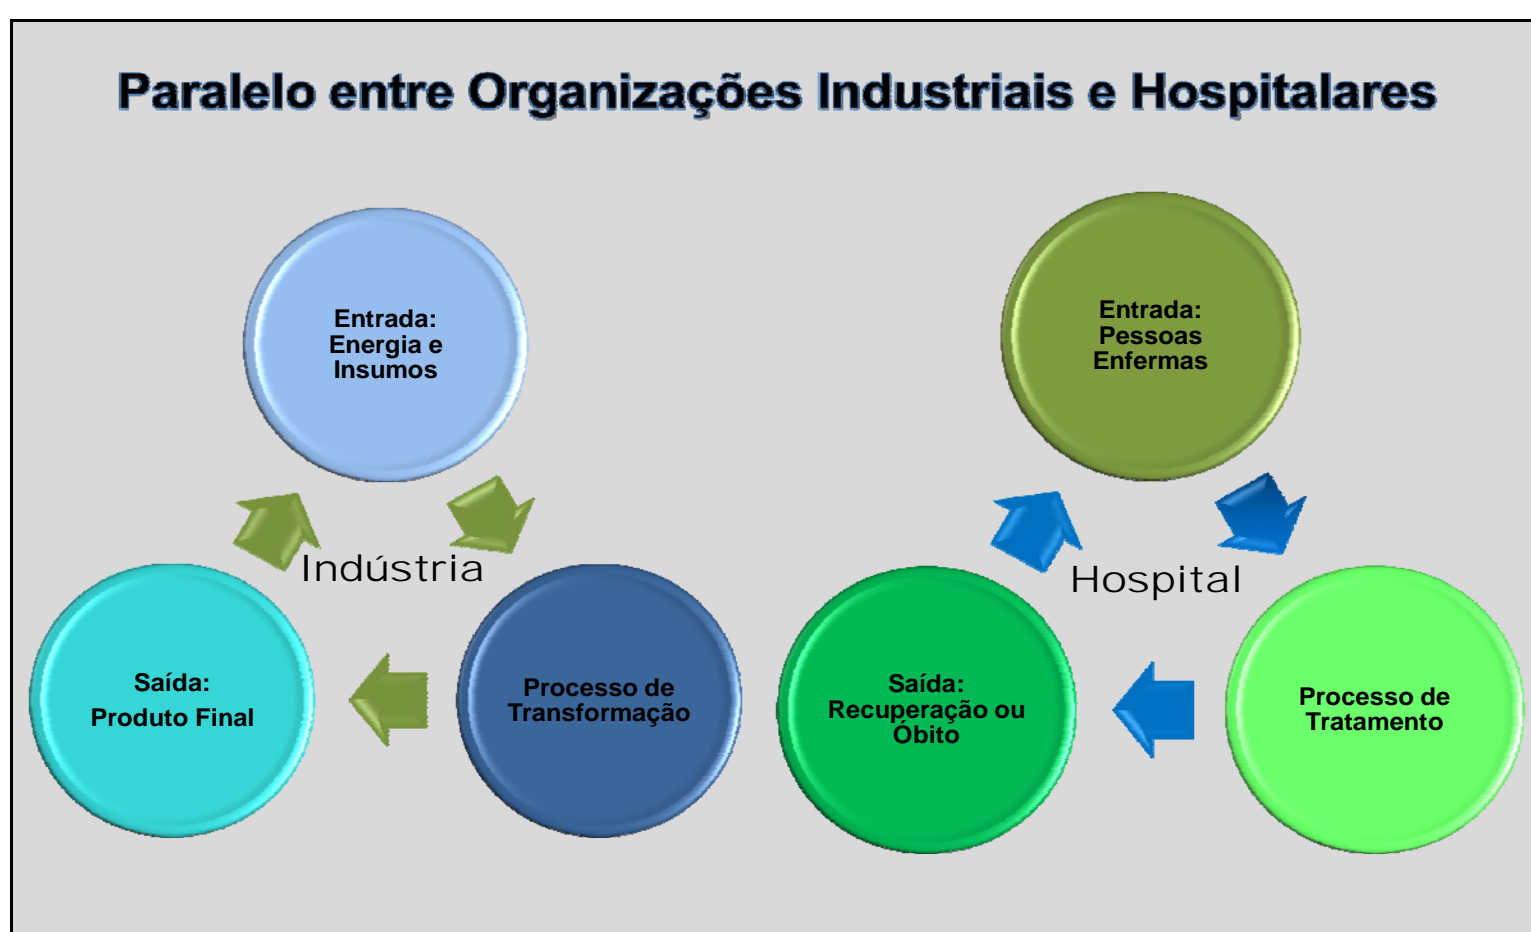 Paralelo entre Organizações Industriais e Hospitalares
Entrada:
Energia e
Insumos
Indústria
Saída:
Produto Final
Processo de
Transformação
Entrada:
Pessoas
Enfermas
Hospital
Saída:
Recuperação ou
Óbito
Processo de
Tratamento